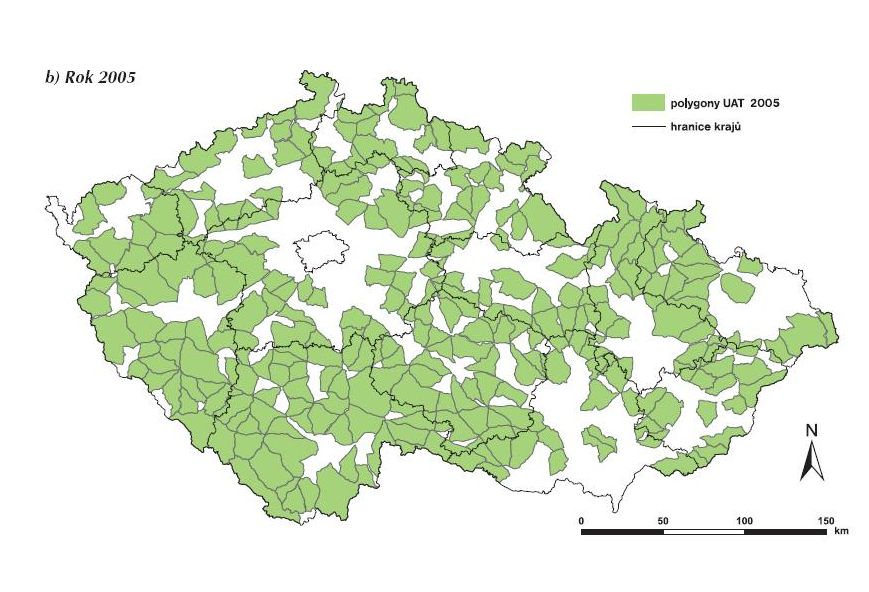 b) Rok 2005
polygony UAT 2005
hranice krajů
N
0 50 100 150
km